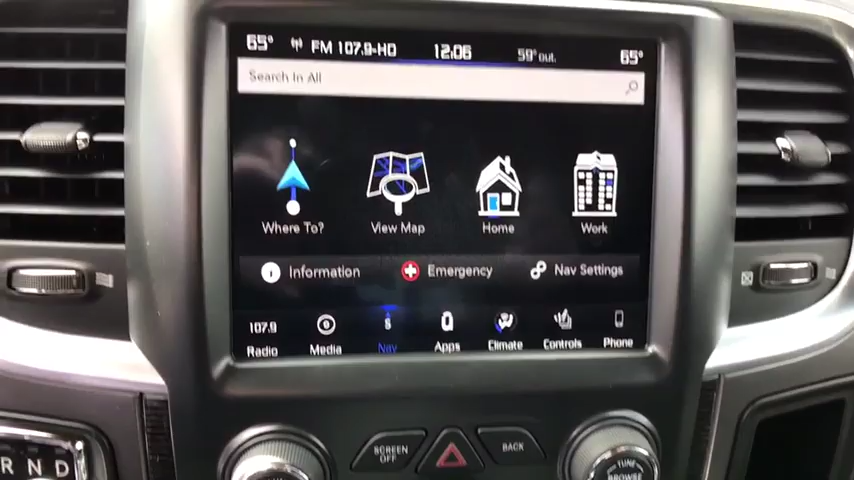 65° FM 107.9-HD 12:06 59° out. 65°
Search In All
Where To? View Map Home Work
Information Emergency Nav Settings
107.9
Radio Media Nav Apps Climate Controls Phone
SCREEN OFF BACK
TUNE
BROWSE
R N D